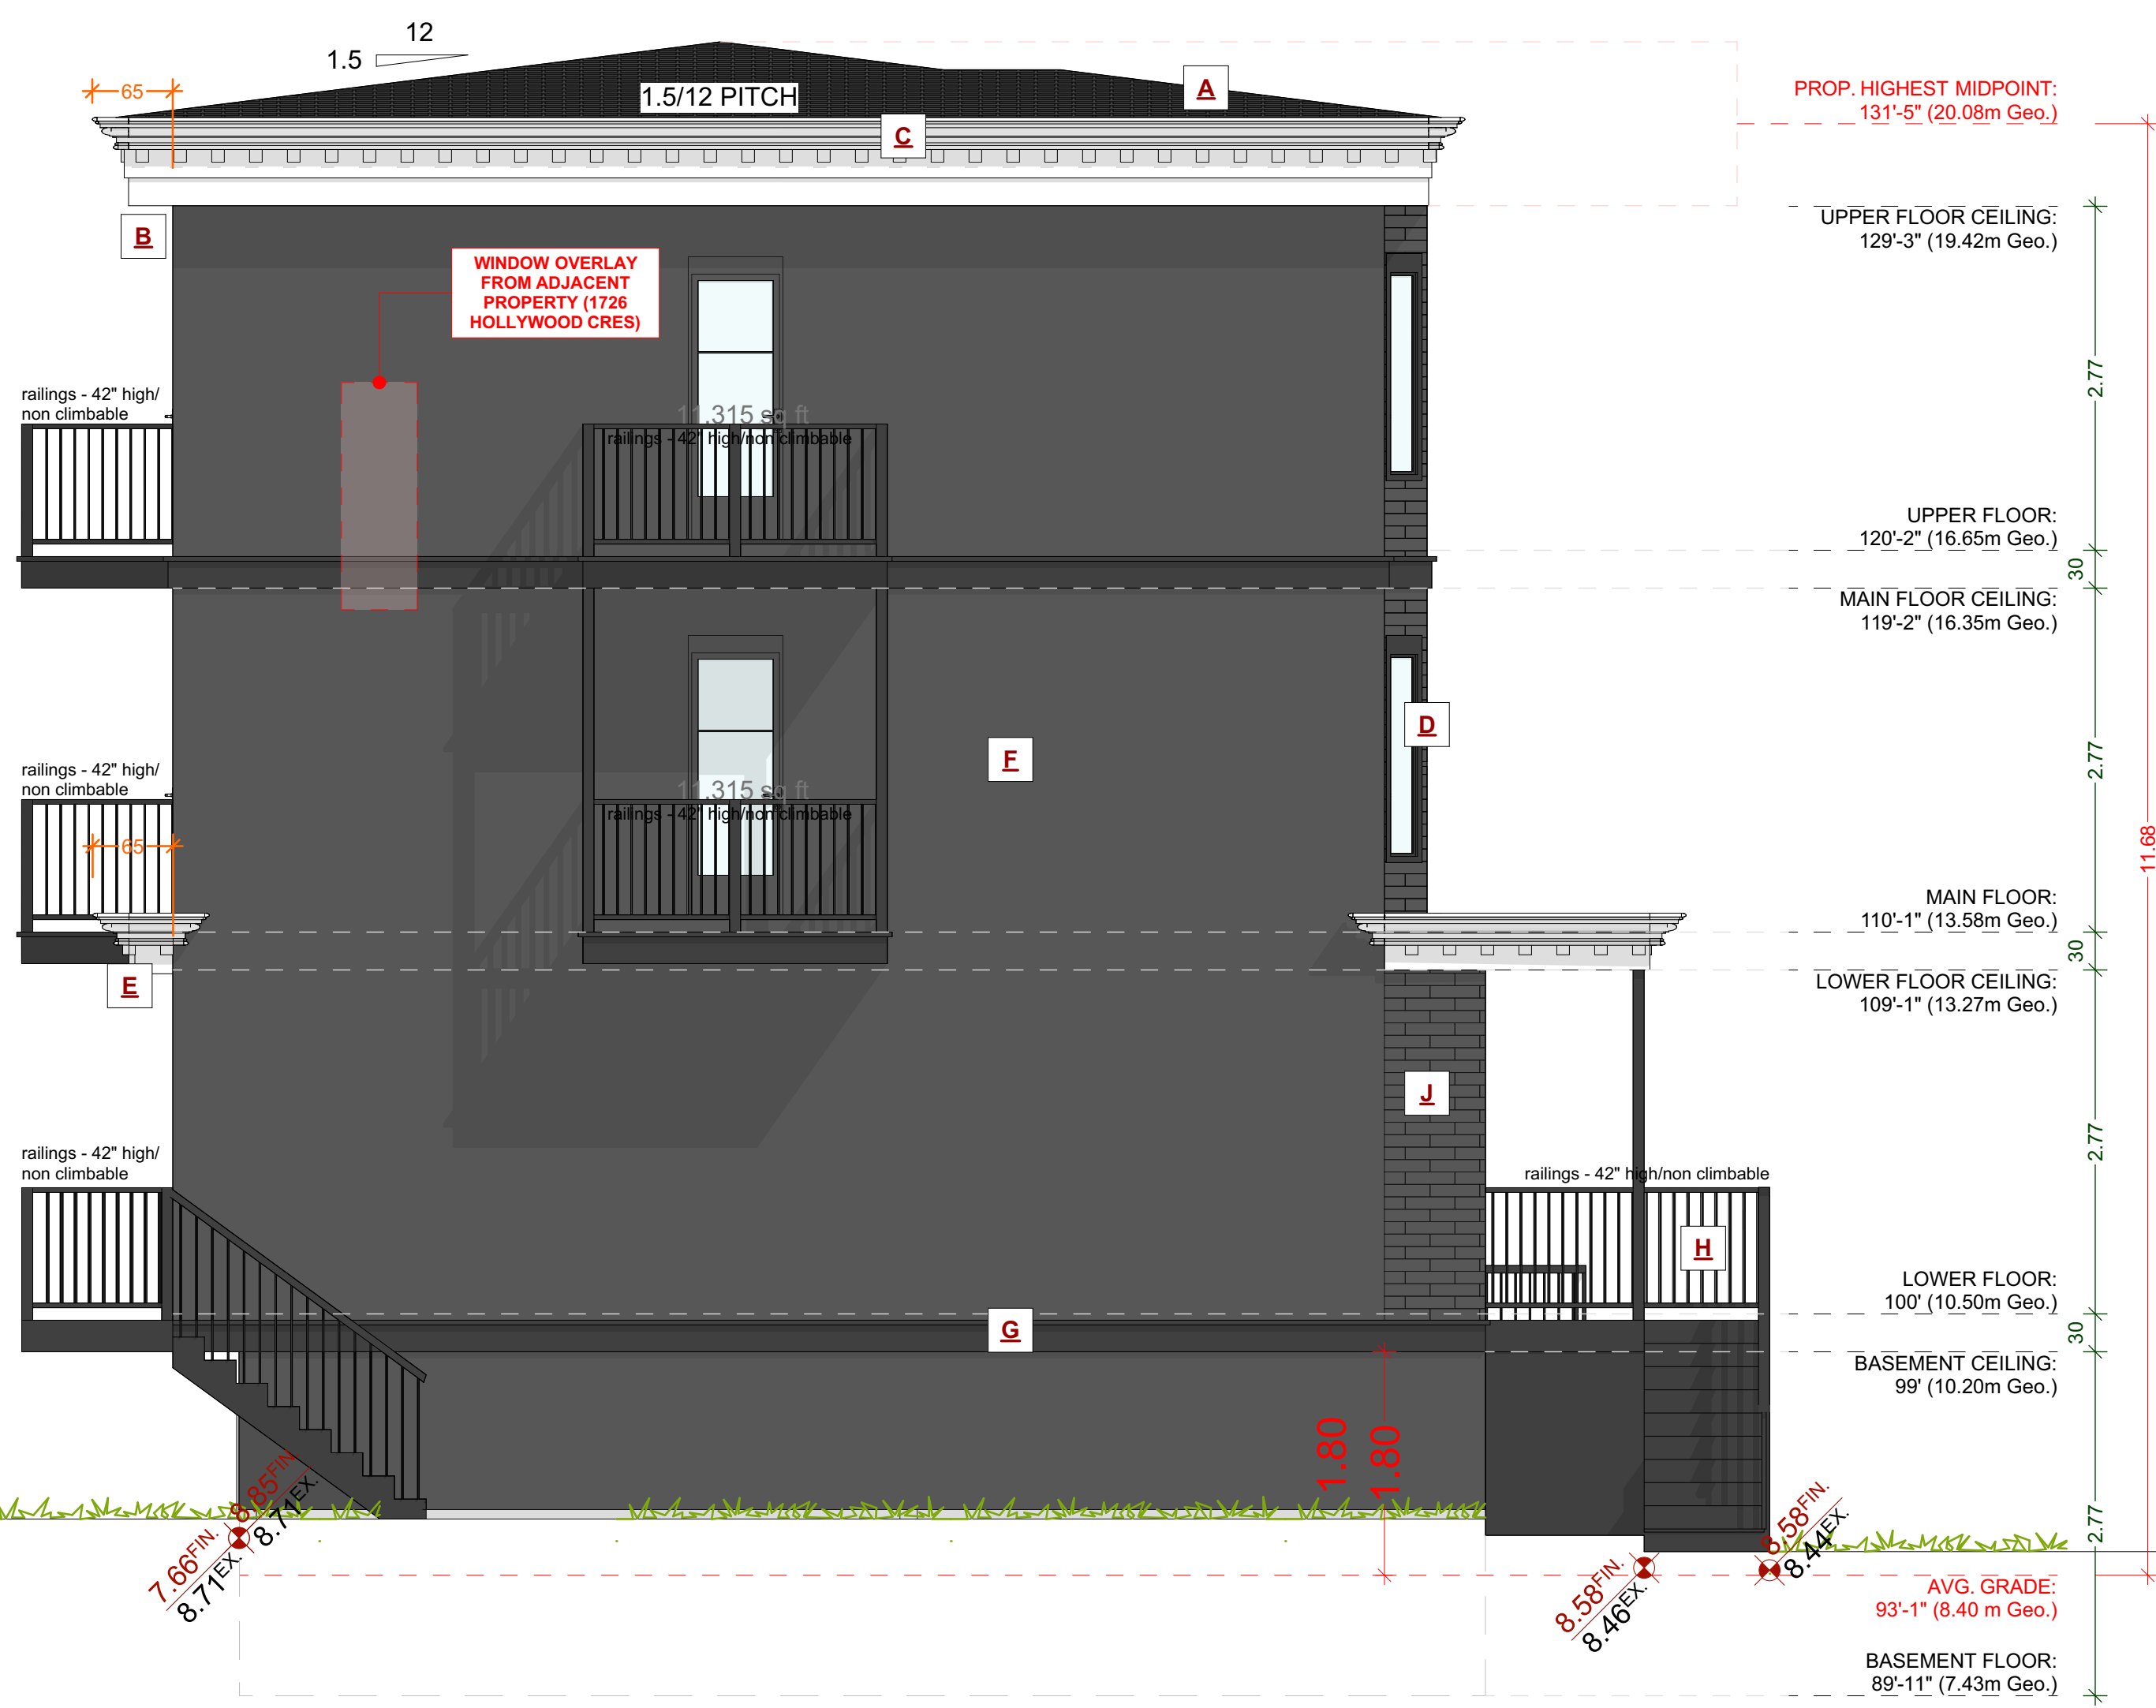 12
1.5
65
1.5/12 PITCH
A
C
B
PROP. HIGHEST MIDPOINT:
131'-5" (20.08m Geo.)
UPPER FLOOR CEILING:
129'-3" (19.42m Geo.)
WINDOW OVERLAY
FROM ADJACENT
PROPERTY (1726
HOLLYWOOD CRES)
2.77
railings - 42" high/
non climbable
11.315 sq ft
railings - 42" high/non climbable
UPPER FLOOR:
120'-2" (16.65m Geo.)
30
MAIN FLOOR CEILING:
119'-2" (16.35m Geo.)
D
F
2.77
railings - 42" high/
non climbable
11.315 sq ft
railings - 42" high/non climbable
65
11.68
MAIN FLOOR:
110'-1" (13.58m Geo.)
30
E
LOWER FLOOR CEILING:
109'-1" (13.27m Geo.)
J
2.77
railings - 42" high/
non climbable
railings - 42" high/non climbable
H
LOWER FLOOR:
100' (10.50m Geo.)
G
30
BASEMENT CEILING:
99' (10.20m Geo.)
1.80
1.80
8.85FIN.
8.71EX.
7.66FIN.
8.71EX.
8.58FIN.
8.44EX.
8.58FIN.
8.46EX.
2.77
AVG. GRADE:
93'-1" (8.40 m Geo.)
BASEMENT FLOOR:
89'-11" (7.43m Geo.)